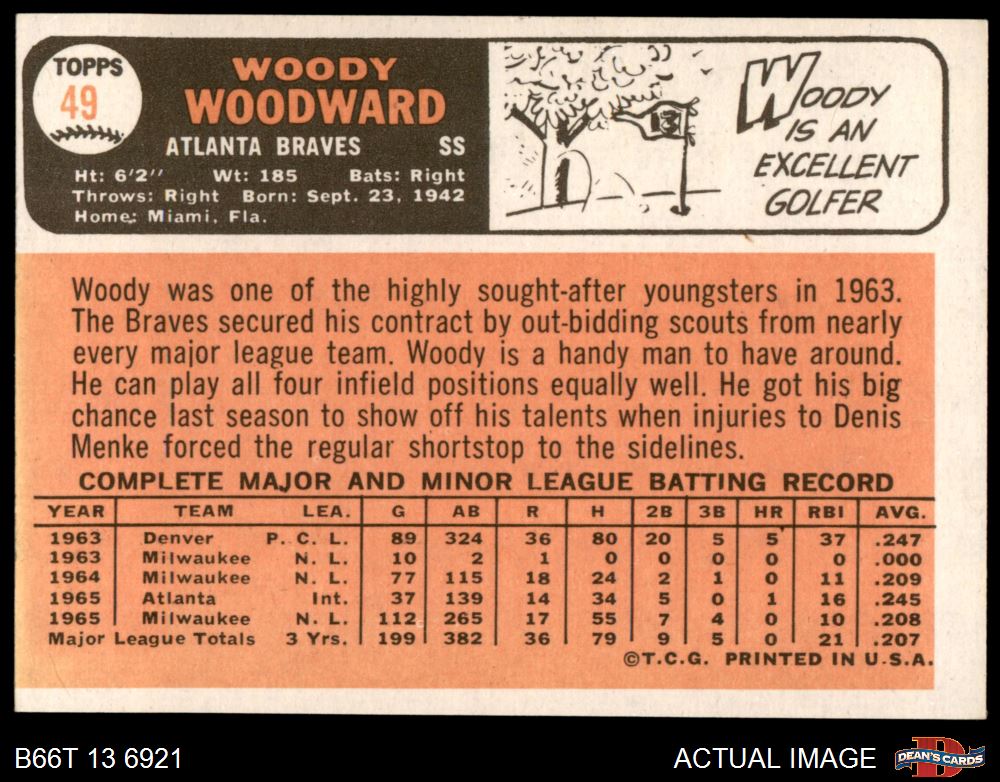 TOPPS
49
WOODY
WOODWARD
ATLANTA BRAVES SS
Ht: 6'2" Wt: 185 Bats: Right
Throws: Right Born: Sept. 23, 1942
Home: Miami, Fla.
13
WOODY
IS AN
EXCELLENT
GOLFER
Woody was one of the highly sought-after youngsters in 1963.
The Braves secured his contract by out-bidding scouts from nearly
every major league team. Woody is a handy man to have around.
He can play all four infield positions equally well. He got his big
chance last season to show off his talents when injuries to Denis
Menke forced the regular shortstop to the sidelines.
COMPLETE MAJOR AND MINOR LEAGUE BATTING RECORD
YEAR TEAM LEA. G AB R H 2B 3B HR RBI AVG.
1963 Denver P. C. L. 89 324 36 80 20 5 5 37 .247
1963 Milwaukee N. L. 10 2 1 0 0 0 0 0 .000
1964 Milwaukee N. L. 77 115 18 24 2 1 0 11 .209
1965 Atlanta Int. 37 139 14 34 5 0 1 16 .245
1965 Milwaukee N. L. 112 265 17 55 7 4 0 10 .208
Major League Totals 3 Yrs. 199 382 36 79 9 5 0 21 .207
©T.C.G. PRINTED IN U.S.A.
B66T 13 6921
ACTUAL IMAGE
D
DEAN'S CARDS